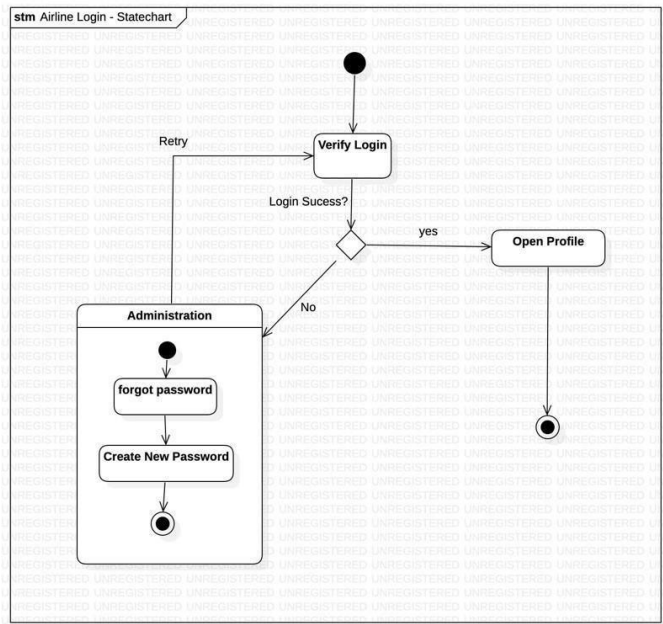 stm Airline Login - Statechart
Verify Login
Retry
Login Sucess?
yes
Open Profile
No
Administration
forgot password
Create New Password
UNREGISTERED